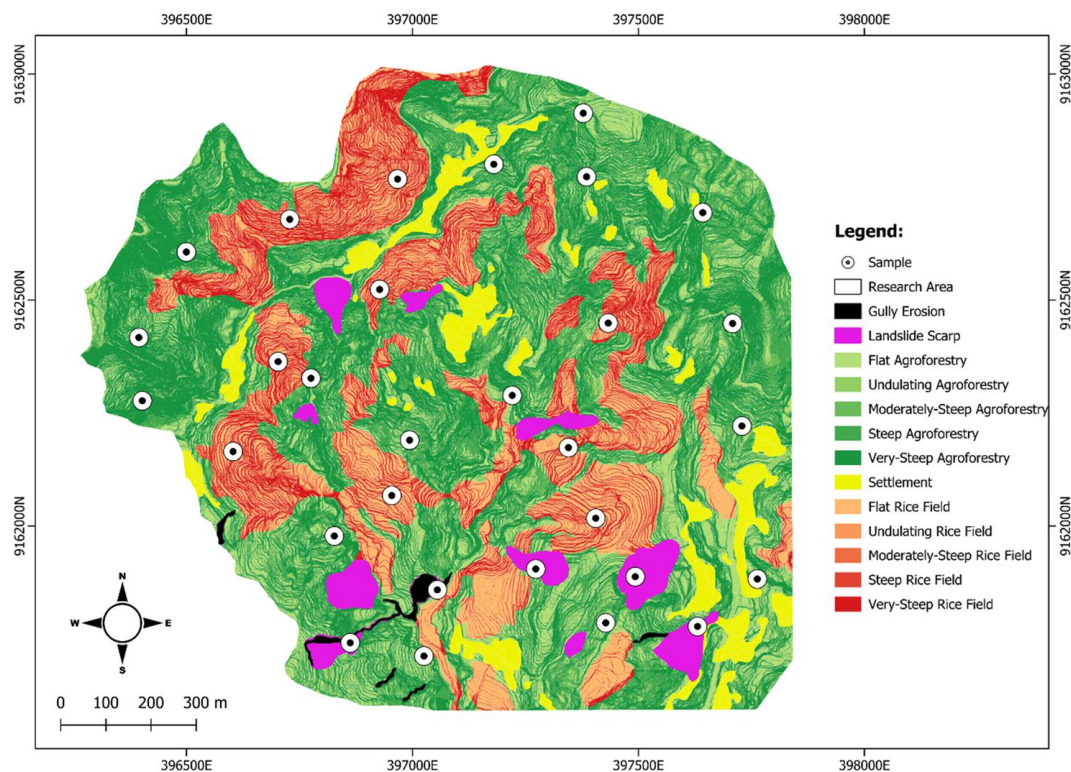 396500E 397000E 397500E 398000E
9163000N 9163000N
9162500N 9162500N
9162000N 9162000N
Legend:
Sample
Research Area
Gully Erosion
Landslide Scarp
Flat Agroforestry
Undulating Agroforestry
Moderately-Steep Agroforestry
Steep Agroforestry
Very-Steep Agroforestry
Settlement
Flat Rice Field
Undulating Rice Field
Moderately-Steep Rice Field
Steep Rice Field
Very-Steep Rice Field
N
W E
S
0 100 200 300 m
396500E 397000E 397500E 398000E